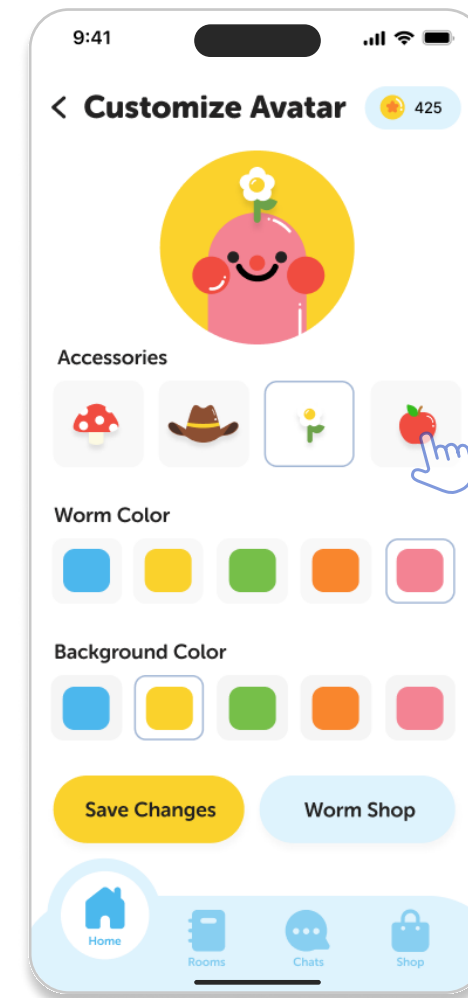 9:41
Customize Avatar
425
Accessories
Worm Color
Background Color
Save Changes
Worm Shop
Home
Rooms
Chats
Shop